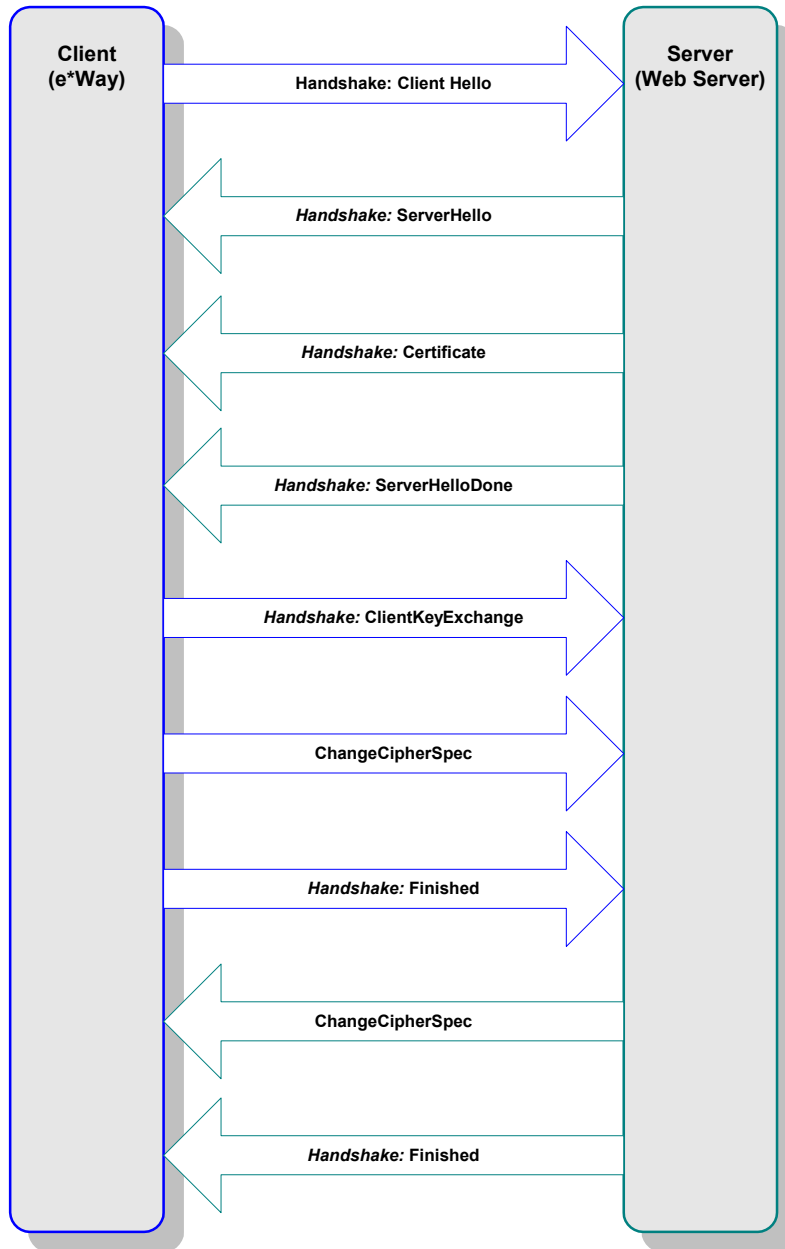 Client
(e*Way)
Server
(Web Server)
Handshake: Client Hello
Handshake: ServerHello
Handshake: Certificate
Handshake: ServerHelloDone
Handshake: ClientKeyExchange
ChangeCipherSpec
Handshake: Finished
ChangeCipherSpec
Handshake: Finished